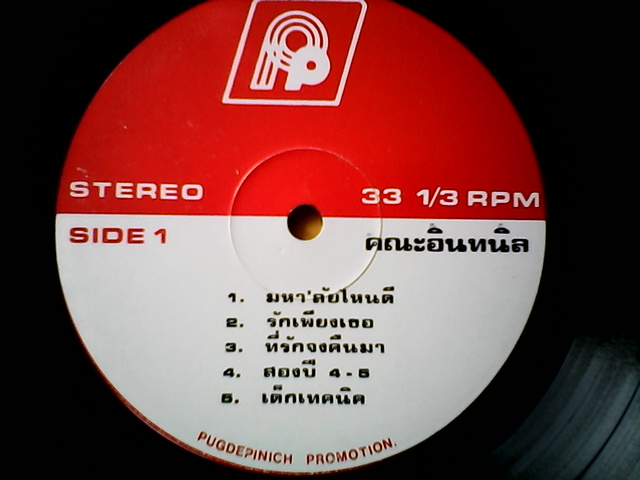 STEREO
33 1/3 RPM
SIDE 1
คณะอินทนิล
1. มหา'ลัยไหนดี
2. รักเพียงเธอ
3. ที่รักจงคืนมา
4. สองปี 4-5
5. เด็กเทคนิค
PUGDEPINICH PROMOTION.